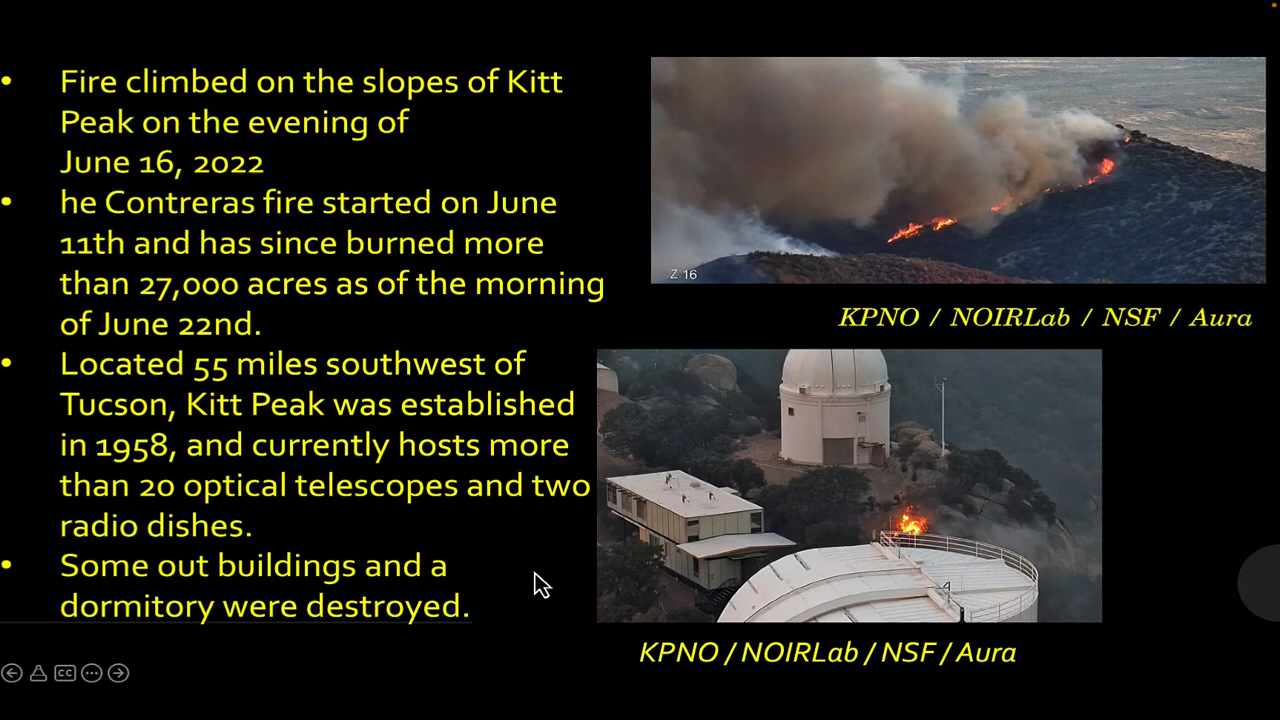 • Fire climbed on the slopes of Kitt
Peak on the evening of
June 16, 2022
• he Contreras fire started on June
11th and has since burned more
than 27,000 acres as of the morning
of June 22nd.
• Located 55 miles southwest of
Tucson, Kitt Peak was established
in 1958, and currently hosts more
than 20 optical telescopes and two
radio dishes.
• Some out buildings and a
dormitory were destroyed.
Z:16
KPNO / NOIRLab / NSF / Aura
KPNO / NOIRLab / NSF / Aura
CC